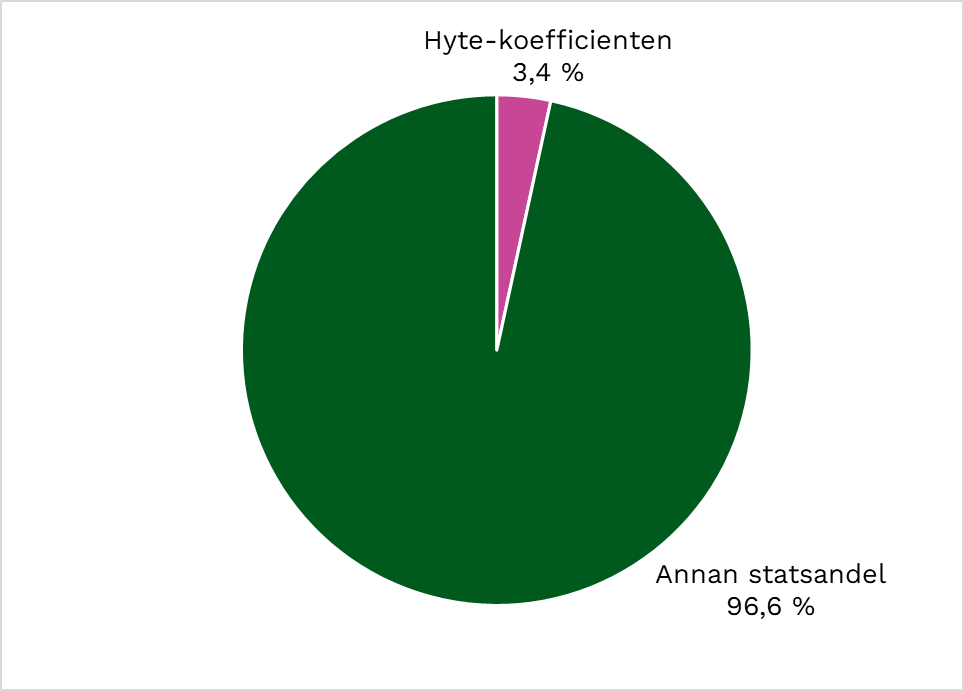 Hyte-koefficienten
3,4 %
Annan statsandel
96,6 %